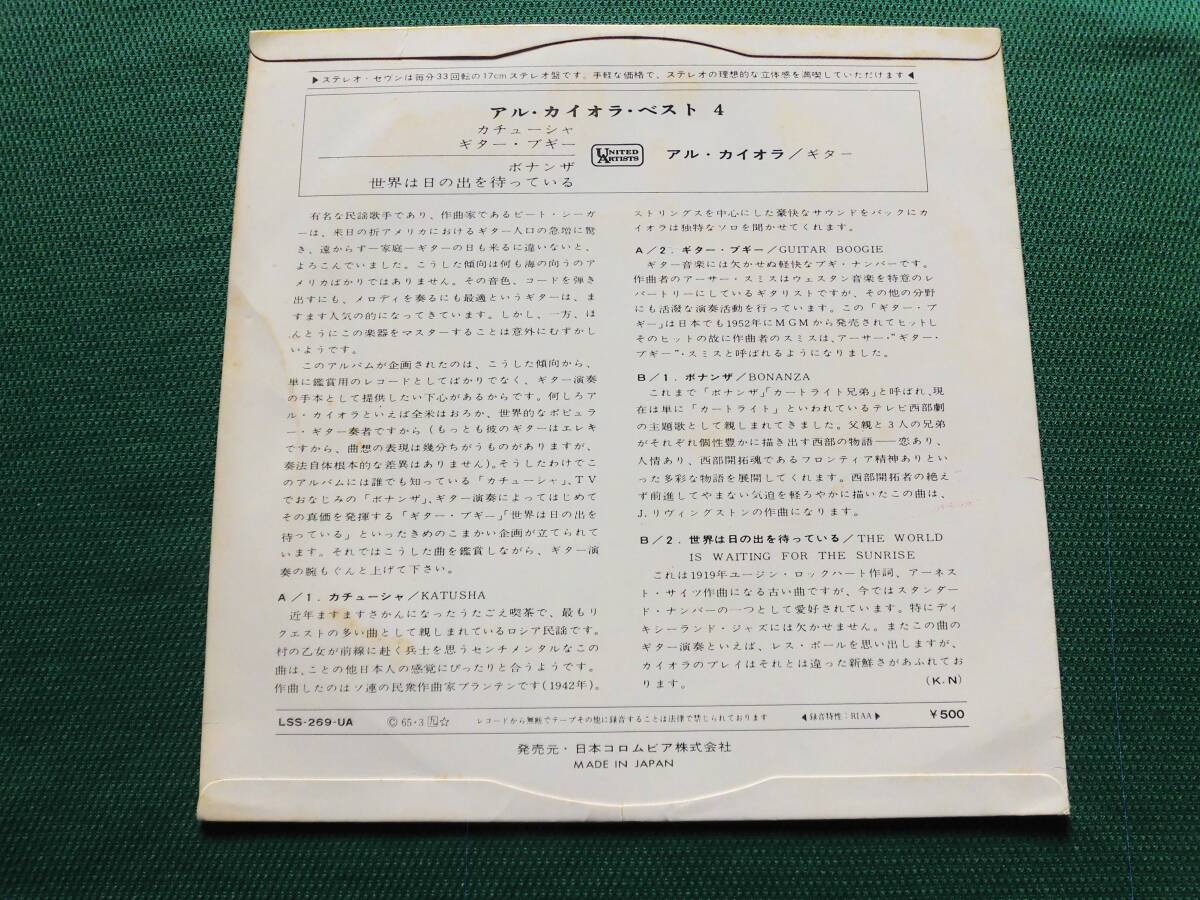 ▶ステレオ・セヴンは毎分33回転の17cmステレオ盤です。手軽な価格で、ステレオの理想的な立体感を満喫していただけます◀
アル・カイオラ・ベスト 4
カチューシャ
ギター・ブギー
ボナンザ
世界は日の出を待っている
UNITED ARTISTS
アル・カイオラ/ギター
有名な民謡歌手であり、作曲家であるピート・シーガ
ーは、来日の折アメリカにおけるギター人口の急増に驚
き、遠からず一家庭一ギターの日も来るに違いないと、
よろこんでいました。こうした傾向は何も海の向うのア
メリカばかりではありません。その音色、コードを弾き
出すにも、メロディを奏るにも最適というギターは、ま
すます人気の的になってきています。しかし、一方、ほ
んとうにこの楽器をマスターすることは意外にむずかし
いようです。
このアルバムが企画されたのは、こうした傾向から、
単に鑑賞用のレコードとしてばかりでなく、ギター演奏
の手本として提供したい下心があるからです。何しろア
ル・カイオラといえば全米はおろか、世界的なポピュラ
ー・ギター奏者ですから(もっとも彼のギターはエレキ
ですから、曲想の表現は幾分ちがうものがありますが、
奏法自体根本的な差異はありません)。そうしたわけでこ
のアルバムには誰でも知っている「カチューシャ」、TV
でおなじみの「ボナンザ」、ギター演奏によってはじめて
その真価を発揮する「ギター・ブギー」「世界は日の出を
待っている」といったきめのこまかい企画が立てられて
います。それではこうした曲を鑑賞しながら、ギター演
奏の腕もぐんと上げて下さい。
A/1. カチューシャ/KATUSHA
近年ますますさかんになったうたごえ喫茶で、最もリ
クエストの多い曲として親しまれているロシア民謡です。
村の乙女が前線に赴く兵士を思うセンチメンタルなこの
曲は、ことの他日本人の感覚にぴったりと合うようです。
作曲したのはソ連の民衆作曲家ブランテンです(1942年)。
ストリングスを中心にした豪快なサウンドをバックにカ
イオラは独特なソロを聞かせてくれます。
A/2. ギター・ブギー/GUITAR BOOGIE
ギター音楽には欠かせぬ軽快なブギ・ナンバーです。
作曲者のアーサー・スミスはウェスタン音楽を特意のレ
パートリーにしているギタリストですが、その他の分野
にも活潑な演奏活動を行っています。この「ギター・ブ
ギー」は日本でも1952年にMGMから発売されてヒットし
そのヒットの故に作曲者のスミスは、アーサー・“ギター・
ブギー”・スミスと呼ばれるようになりました。
B/1. ボナンザ/BONANZA
これまで「ボナンザ」「カートライト兄弟」と呼ばれ、現
在は単に「カートライト」といわれているテレビ西部劇
の主題歌として親しまれてきました。父親と3人の兄弟
がそれぞれ個性豊かに描き出す西部の物語──恋あり、
人情あり、西部開拓魂であるフロンティア精神ありとい
った多彩な物語を展開してくれます。西部開拓者の絶え
ず前進してやまない気迫を軽ろやかに描いたこの曲は、
J.リヴィングストンの作曲になります。
B/2. 世界は日の出を待っている/THE WORLD
IS WAITING FOR THE SUNRISE
これは1919年ユージン・ロックハート作詞、アーネス
ト・サイツ作曲になる古い曲ですが、今ではスタンダー
ド・ナンバーの一つとして愛好されています。特にディ
キシーランド・ジャズには欠かせません。またこの曲の
ギター演奏といえば、レス・ポールを思い出しますが、
カイオラのプレイはそれとは違った新鮮さがあふれてお
ります。 (K.N)
LSS-269-UA ©65・3 ☆ レコードから無断でテープその他に録音することは法律で禁じられております ◀録音特性:RIAA▶ ¥500
発売元・日本コロムビア株式会社
MADE IN JAPAN